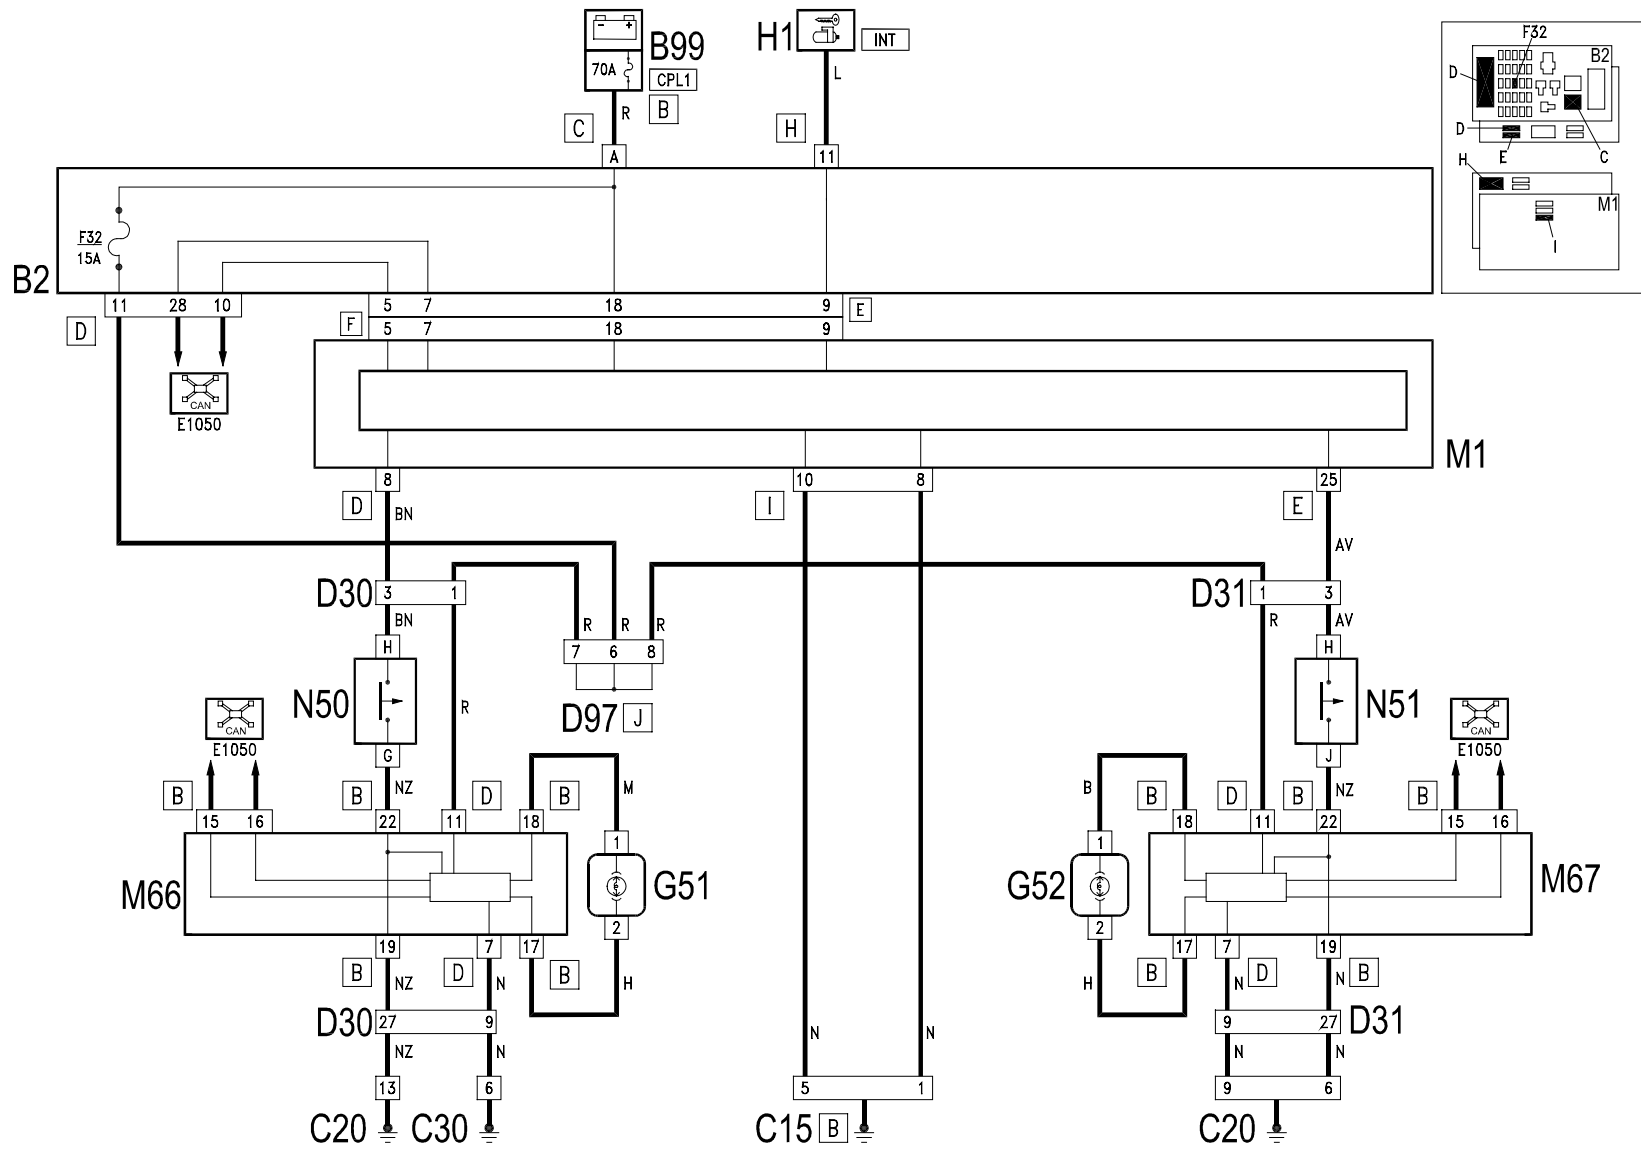 B99
70A
CPL1
B
R
C
A
H1
INT
L
H
11
F32
B2
D
D
E
C
H
M1
I
B2
F32
15A
11 28 10
D
5 7 18 9
E
F
5 7 18 9
CAN
E1050
M1
8
D
BN
10 8
I
25
E
AV
D30
3 1
BN
D31
1 3
R
AV
R R R
7 6 8
D97
J
H
N50
G
NZ
R
H
N51
J
NZ
CAN
E1050
CAN
E1050
B
15 16
B
22
D
11
B
18
M
1
G51
2
H
M66
19
B
NZ
7
D
N
17
B
D30
27 9
NZ
N
13
6
C20
C30
N
N
5 1
C15
B
B
1
G52
2
H
B
18
D
11
B
22
B
15 16
M67
17
B
7
D
N
19
B
N
D31
9 27
N
N
9 6
C20